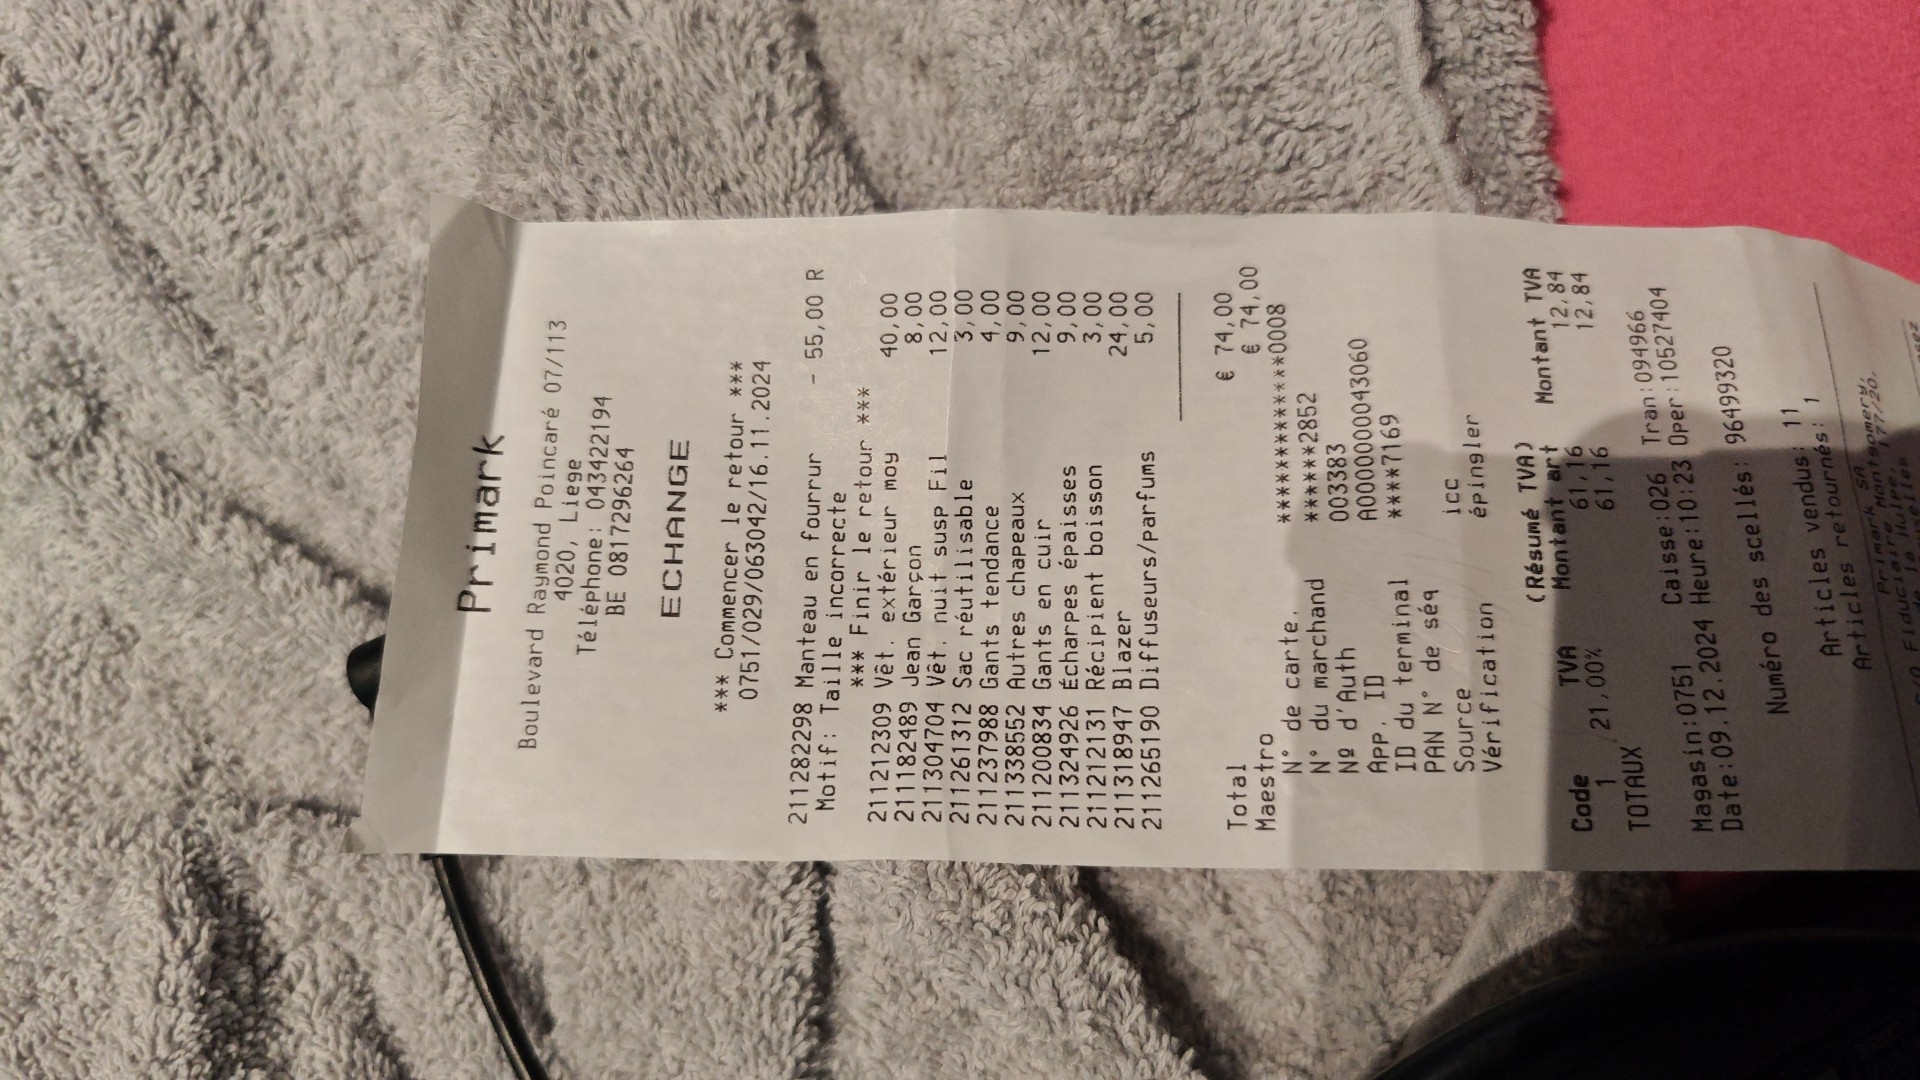 Primark
Boulevard Raymond Poincaré 07/113
4020, Liege
Téléphone: 043422194
BE 0817296264
ECHANGE
*** Commencer le retour ***
0751/029/063042/16.11.2024
211282298 Manteau en fourrur - 55,00 R
Motif: Taille incorrecte
*** Finir le retour ***
211212309 Vêt. extérieur moy 40,00
211182489 Jean Garçon 8,00
211304704 Vêt. nuit susp Fil 12,00
211261312 Sac réutilisable 3,00
211237988 Gants tendance 4,00
211338552 Autres chapeaux 9,00
211200834 Gants en cuir 12,00
211324926 Écharpes épaisses 9,00
211212131 Récipient boisson 3,00
211318947 Blazer 24,00
211265190 Diffuseurs/parfums 5,00
Total € 74,00
Maestro € 74,00
N° de carte. ***************0008
N° du marchand ******2852
Nº d'Auth 003383
App. ID A0000000043060
ID du terminal ****7169
PAN N° de séq
Source icc
Vérification épingler
(Résumé TVA)
Code TVA Montant art Montant TVA
1 21,00% 61,16 12,84
TOTAUX 61,16 12,84
Magasin:0751 Caisse:026 Tran:094966
Date:09.12.2024 Heure:10:23 Oper:10527404
Numéro des scellés: 96499320
Articles vendus: 11
Articles retournés: 1
Primark SA